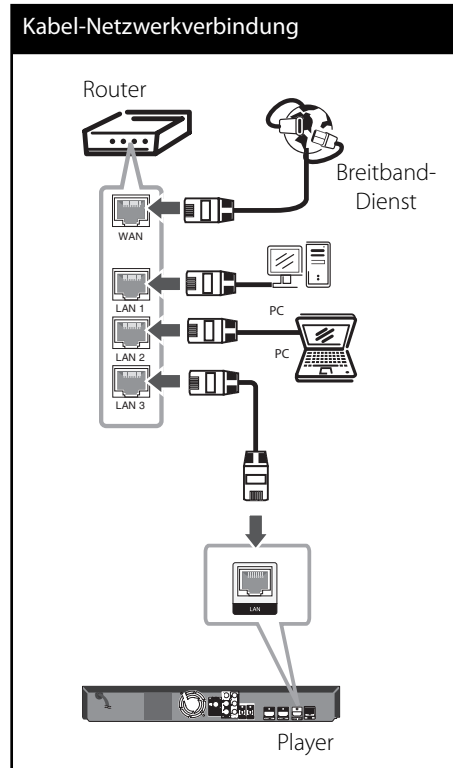 Kabel-Netzwerkverbindung
Router
Breitband-
Dienst
WAN
LAN 1
PC
LAN 2
PC
LAN 3
LAN
Player